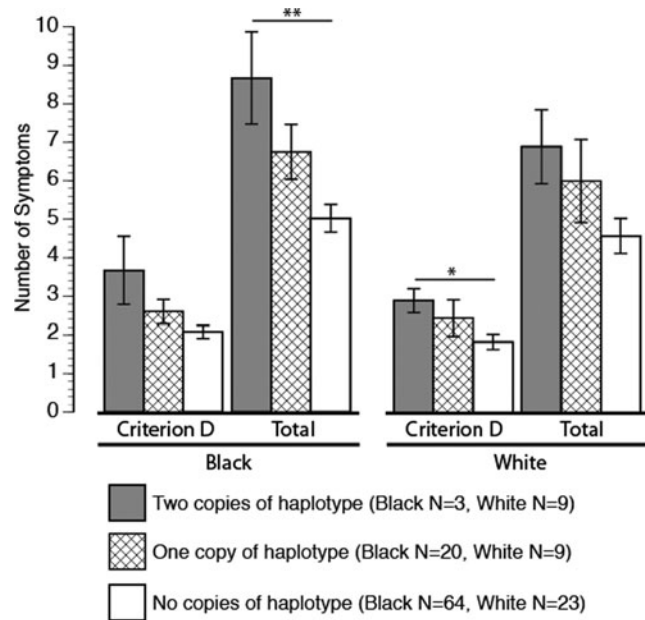 **
10
9
8
7
6
5
4
3
2
1
0
Number of Symptoms
*
Criterion D Total Criterion D Total
Black White
Two copies of haplotype (Black N=3, White N=9)
One copy of haplotype (Black N=20, White N=9)
No copies of haplotype (Black N=64, White N=23)